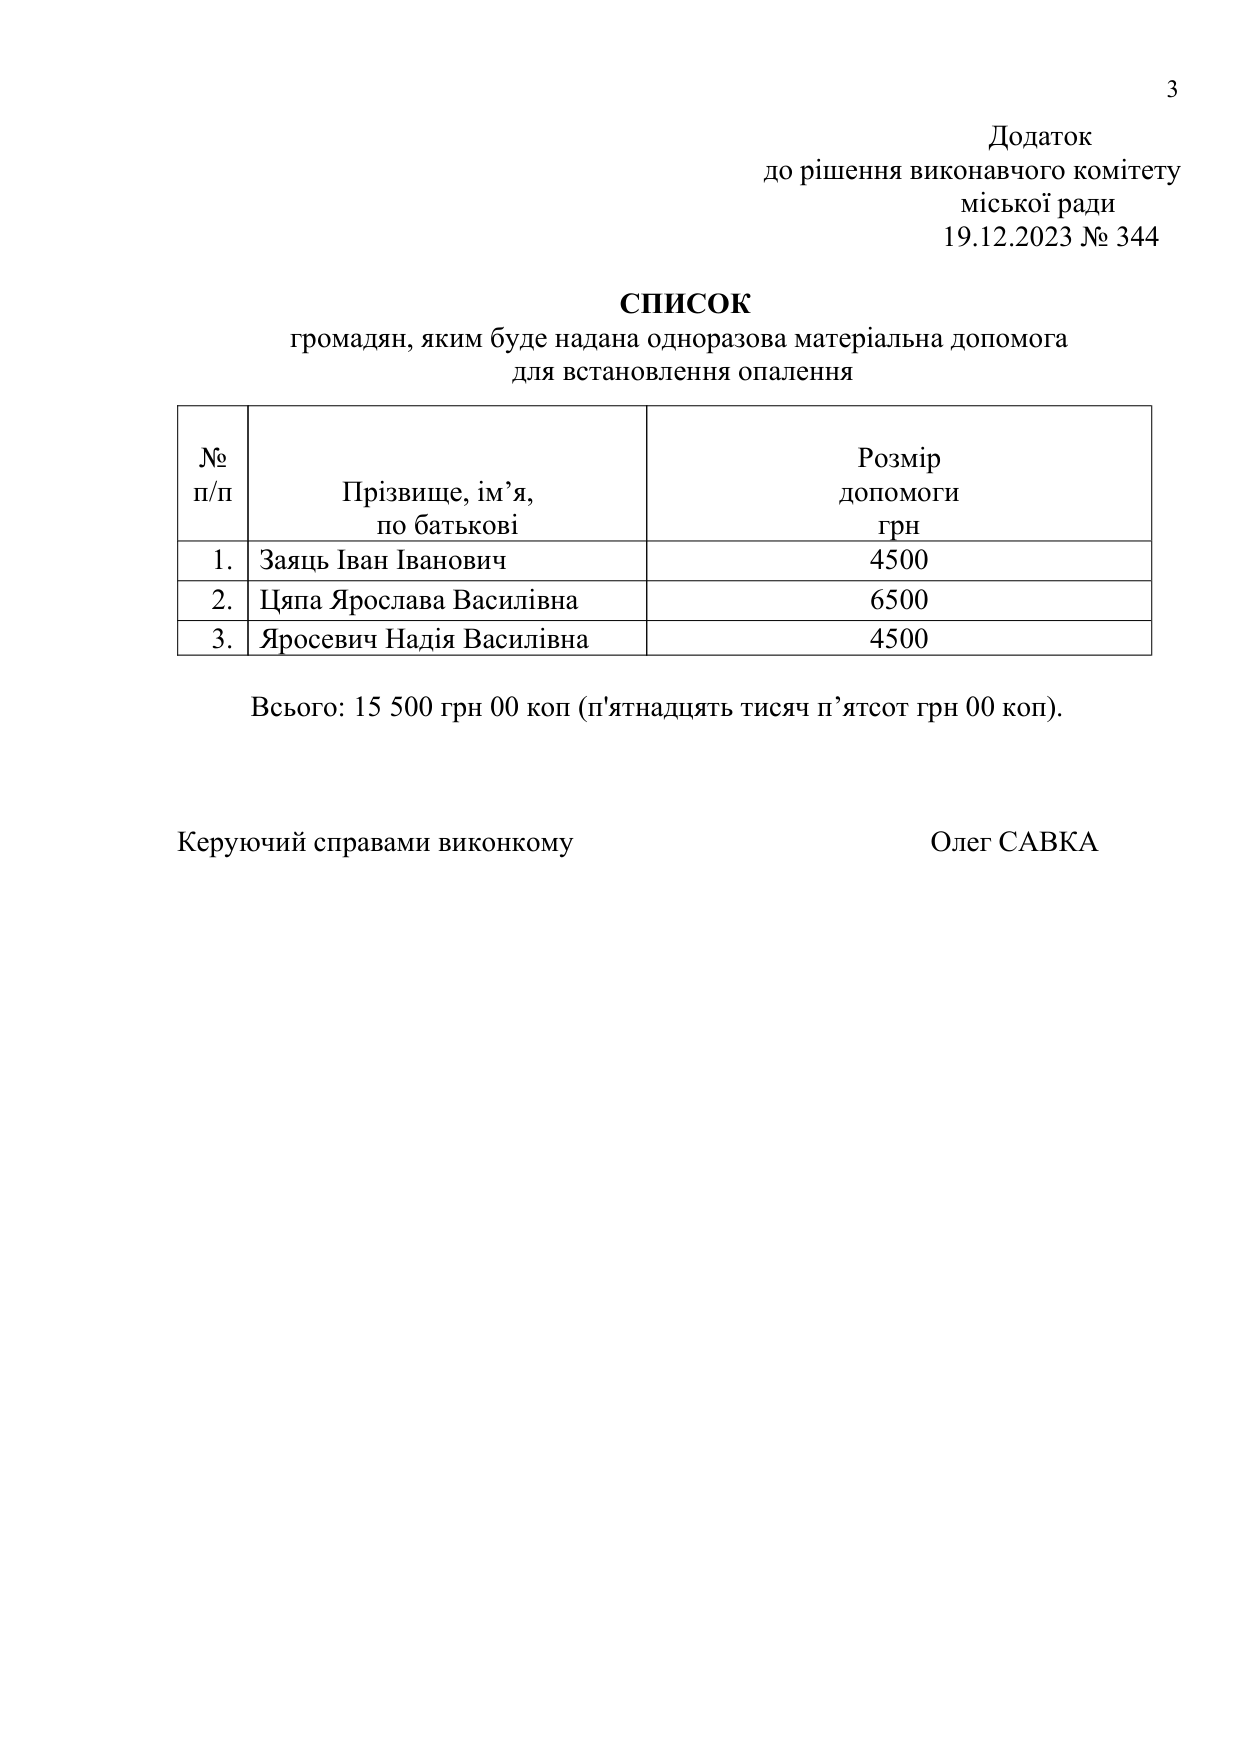 3
Додаток
до рішення виконавчого комітету
міської ради
19.12.2023 № 344
СПИСОК
громадян, яким буде надана одноразова матеріальна допомога
для встановлення опалення
№
п/п
Прізвище, ім’я,
по батькові
Розмір
допомоги
грн
1. Заяць Іван Іванович 4500
2. Цяпа Ярослава Василівна 6500
3. Яросевич Надія Василівна 4500
Всього: 15 500 грн 00 коп (п'ятнадцять тисяч п’ятсот грн 00 коп).
Керуючий справами виконкому Олег САВКА